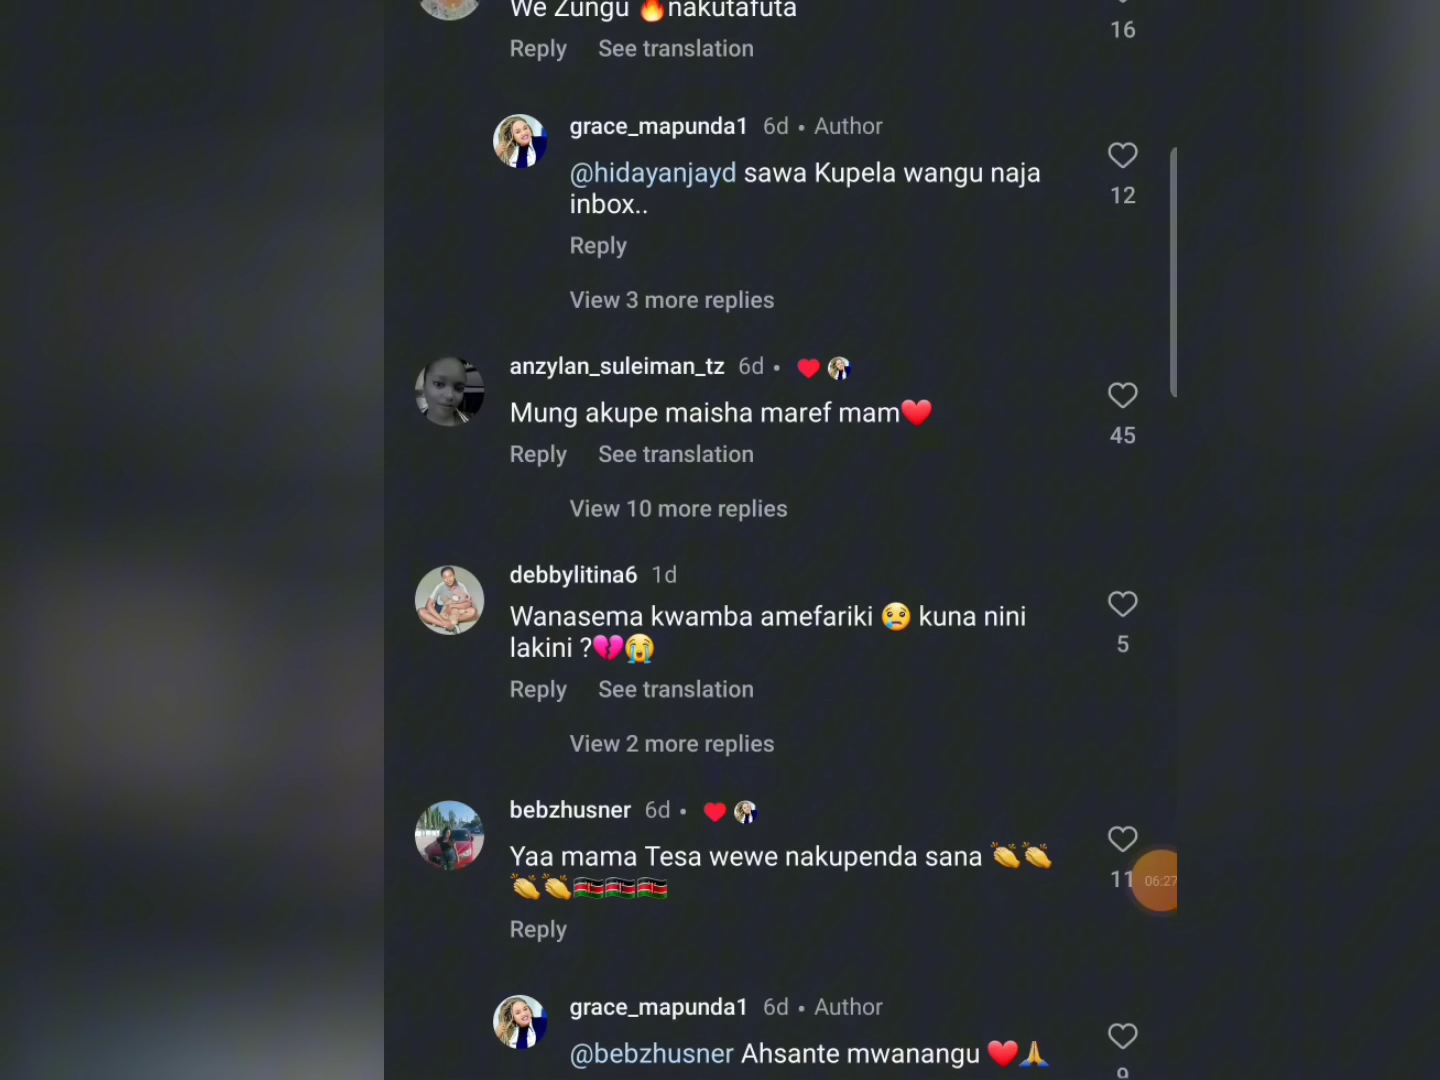 We Zungu 🔥nakutafuta
16
Reply See translation
grace_mapunda1 6d • Author
@hidayanjayd sawa Kupela wangu naja
inbox..
12
Reply
View 3 more replies
anzylan_suleiman_tz 6d •
Mung akupe maisha maref mam❤️
45
Reply See translation
View 10 more replies
debbylitina6 1d
Wanasema kwamba amefariki 😢 kuna nini
lakini ?💔😭
5
Reply See translation
View 2 more replies
bebzhusner 6d •
Yaa mama Tesa wewe nakupenda sana 👏👏
👏👏🇰🇪🇰🇪🇰🇪
11
06:27
Reply
grace_mapunda1 6d • Author
@bebzhusner Ahsante mwanangu ❤️🙏
9